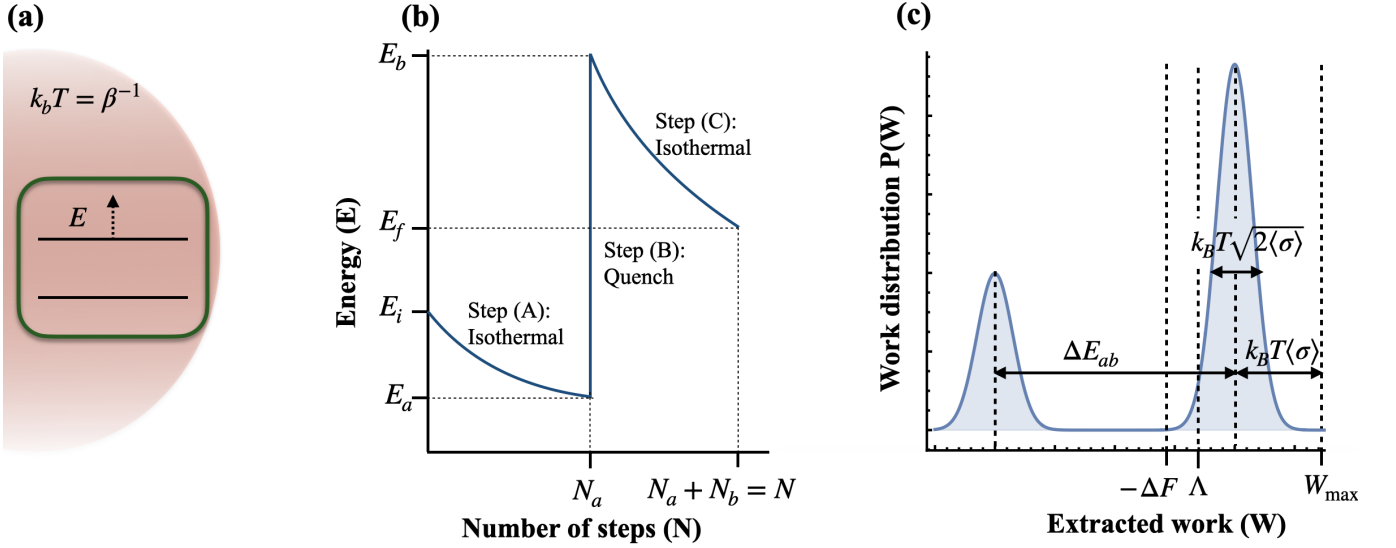 (a)
k_bT = β⁻¹
E
(b)
Energy (E)
E_b
E_f
E_i
E_a
Step (A):
Isothermal
Step (B):
Quench
Step (C):
Isothermal
N_a
N_a + N_b = N
Number of steps (N)
(c)
Work distribution P(W)
k_BT√2⟨σ⟩
ΔE_ab
k_BT⟨σ⟩
−ΔF
Λ
W_max
Extracted work (W)